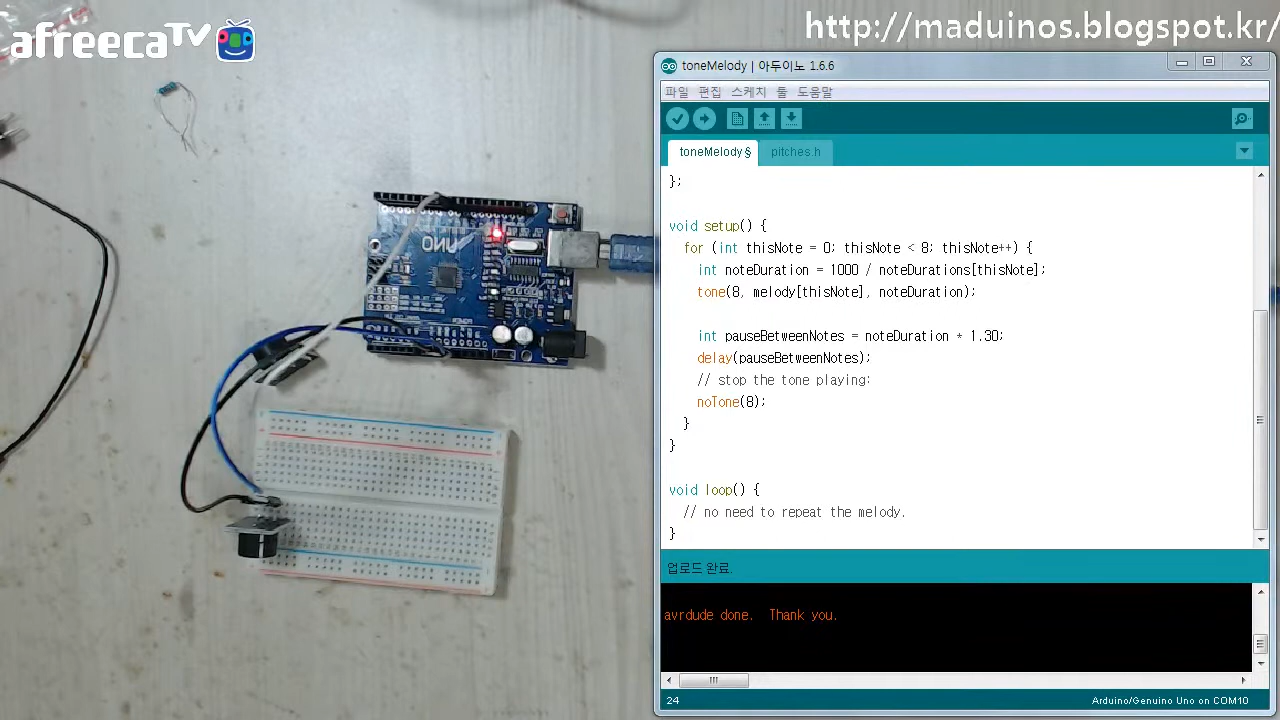 afreecaTV
http://maduinos.blogspot.kr/
toneMelody | 아두이노 1.6.6
파일 편집 스케치 툴 도움말
toneMelody§ pitches.h
};
void setup() {
for (int thisNote = 0; thisNote < 8; thisNote++) {
int noteDuration = 1000 / noteDurations[thisNote];
tone(8, melody[thisNote], noteDuration);
int pauseBetweenNotes = noteDuration * 1.30;
delay(pauseBetweenNotes);
// stop the tone playing:
noTone(8);
}
}
void loop() {
// no need to repeat the melody.
}
업로드 완료.
avrdude done.  Thank you.
24 Arduino/Genuino Uno on COM10
UNO